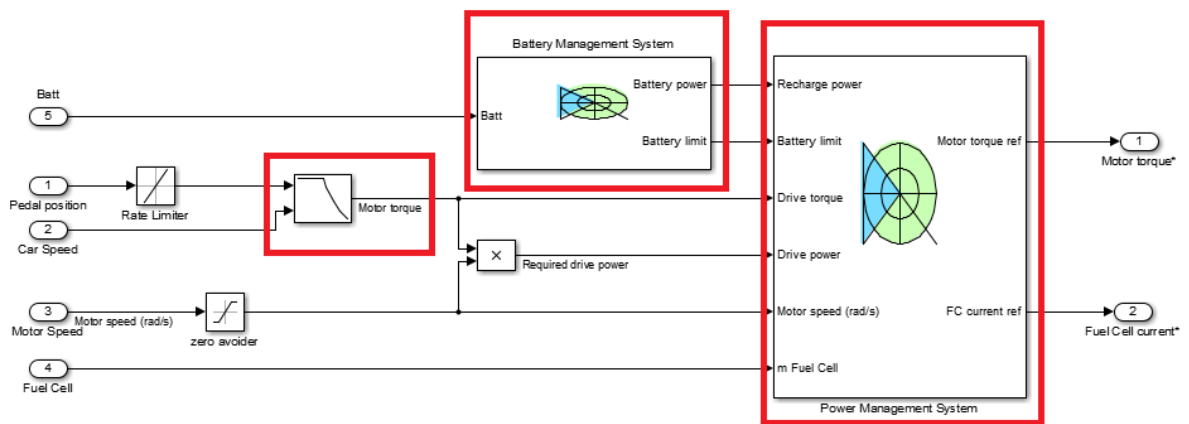 Battery Management System
Batt
5
Batt
Battery power
Battery limit
Recharge power
Battery limit
Motor torque ref
1
Motor torque*
1
Pedal position
Rate Limiter
2
Car Speed
Motor torque
Drive torque
×
Required drive power
Drive power
3
Motor Speed
Motor speed (rad/s)
zero avoider
Motor speed (rad/s)
FC current ref
2
Fuel Cell current*
4
Fuel Cell
m Fuel Cell
Power Management System